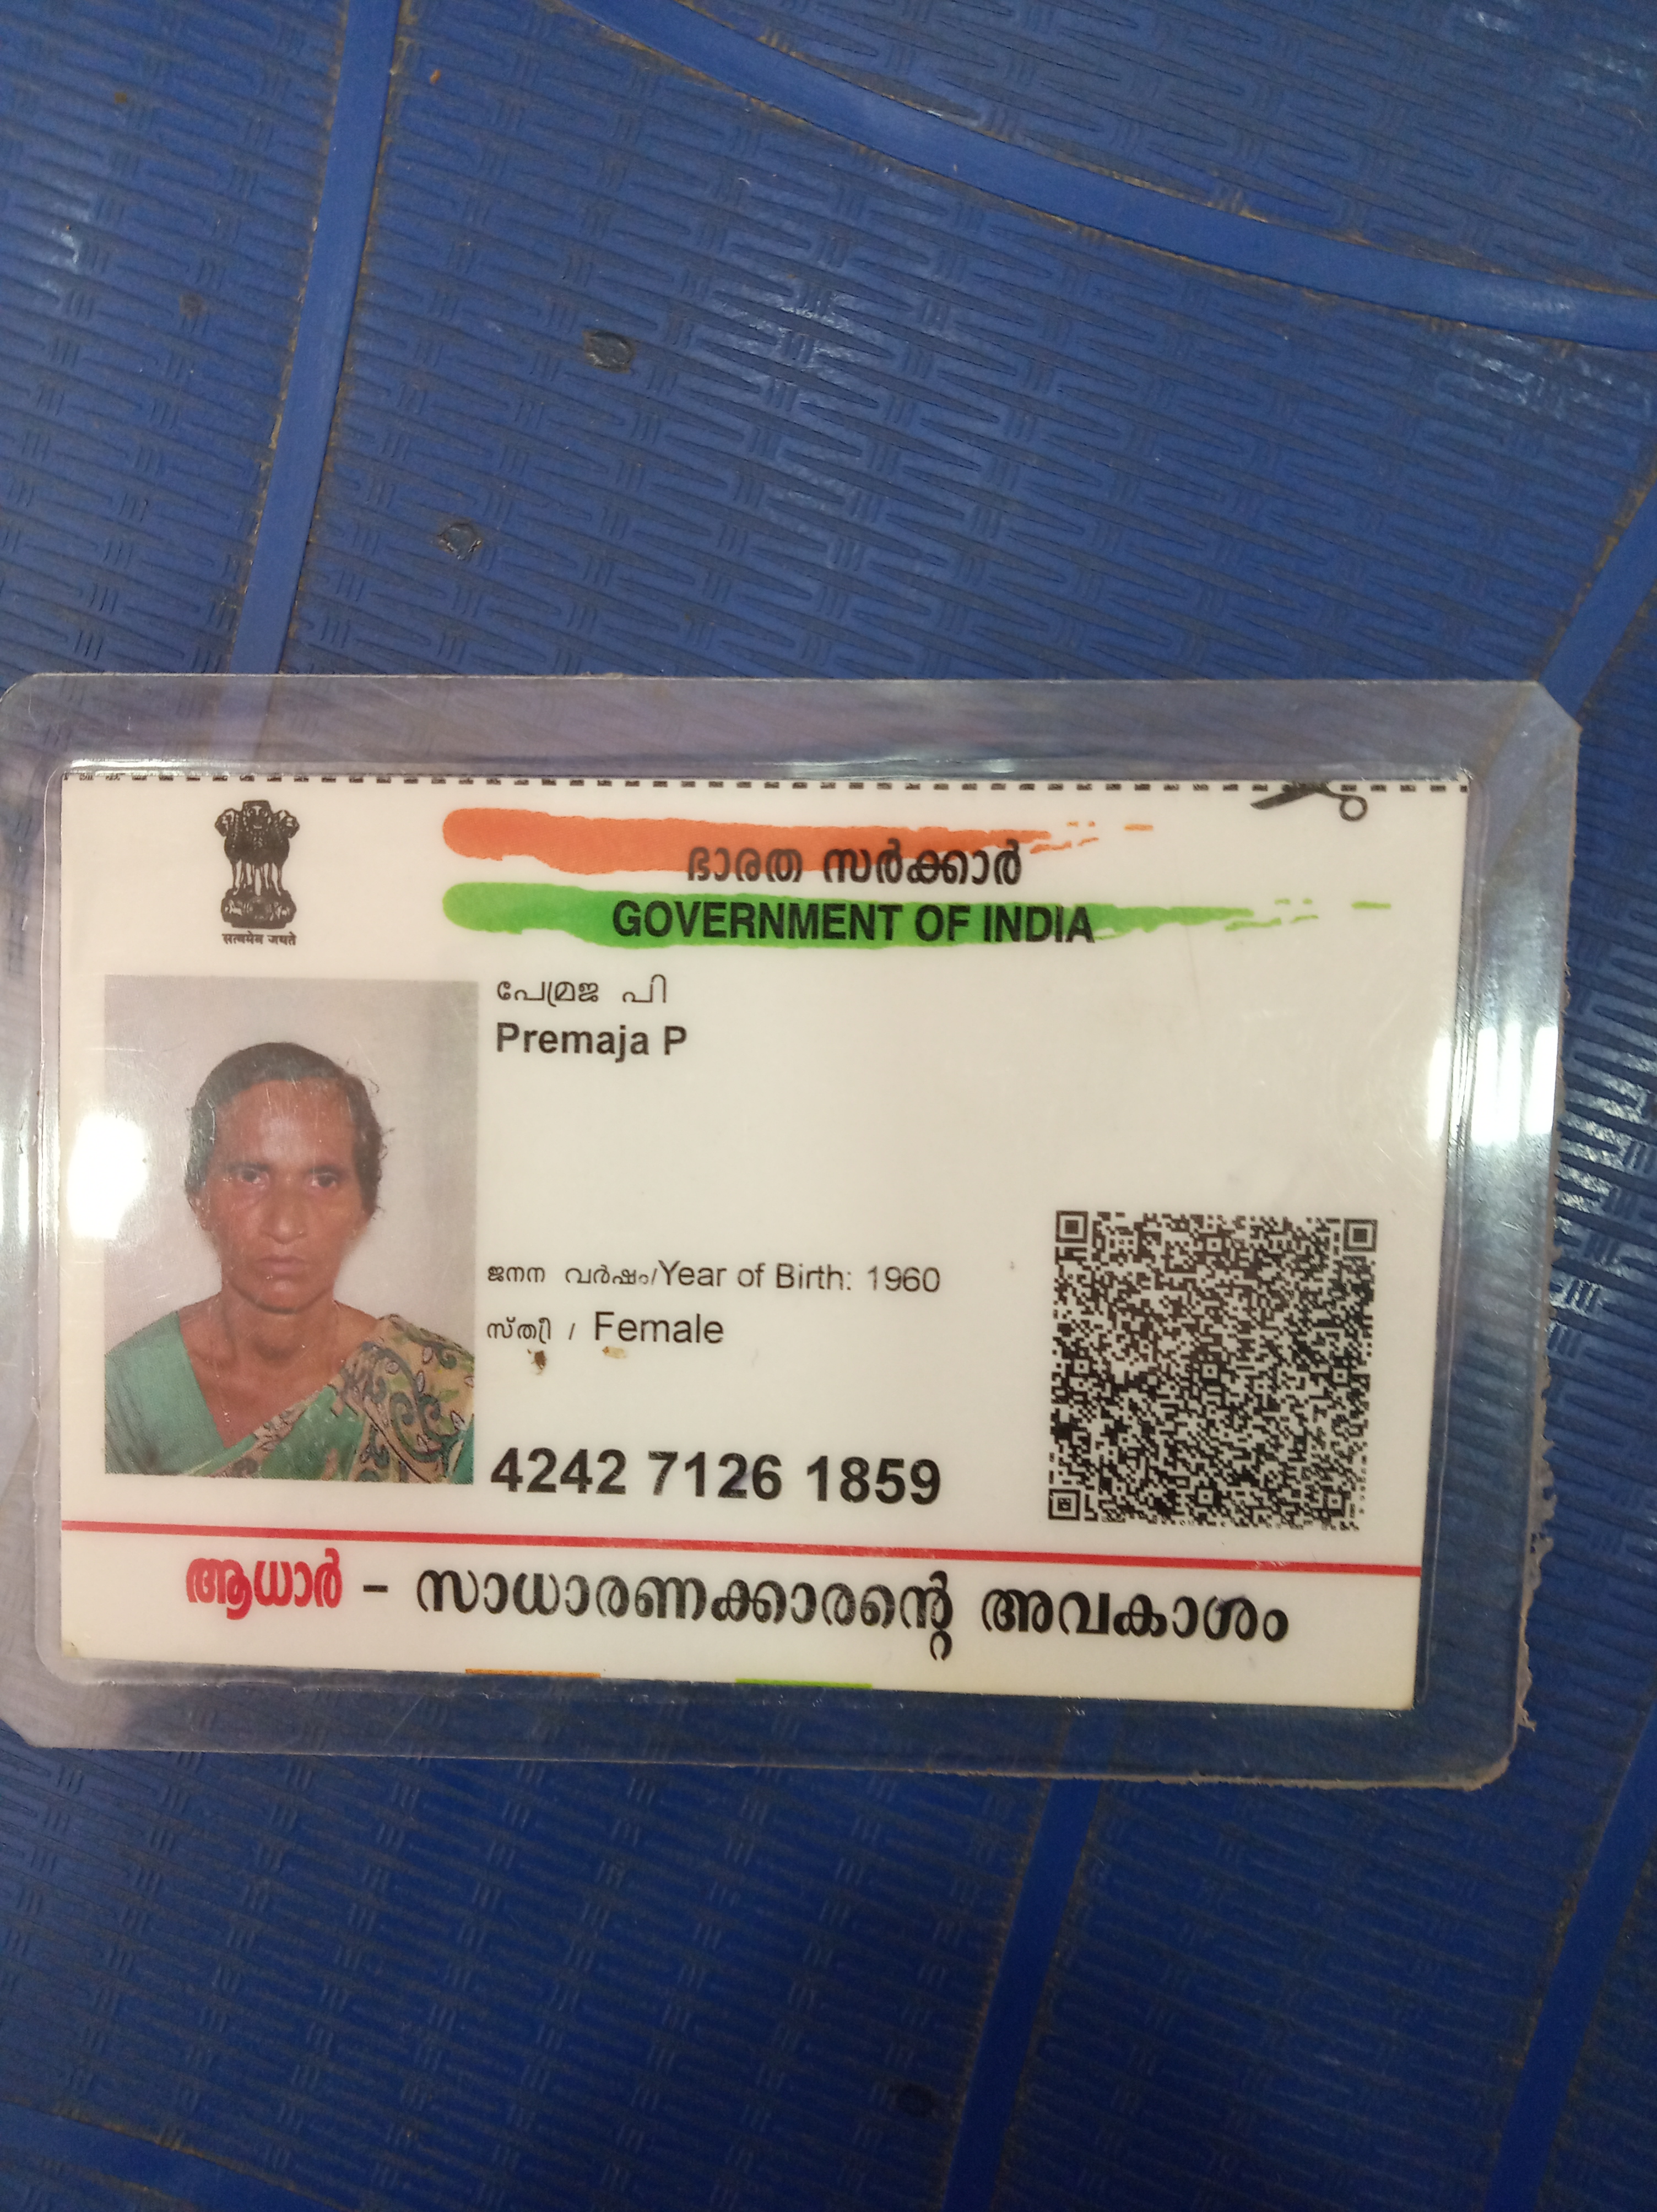 सत्यमेव जयते
ഭാരത സർക്കാർ
GOVERNMENT OF INDIA
പ്രേമജ പി
Premaja P
ജനന വർഷം/Year of Birth: 1960
സ്ത്രീ / Female
4242 7126 1859
ആധാർ - സാധാരണക്കാരന്റെ അവകാശം